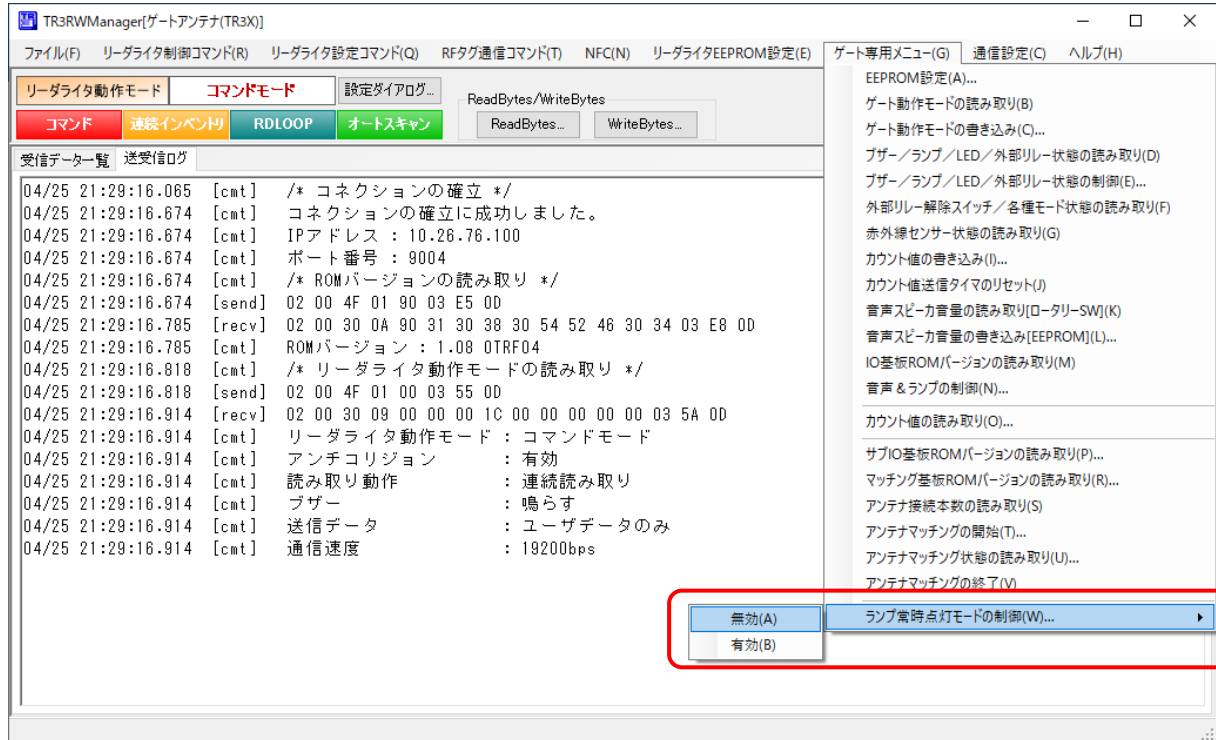 TR3RWManager[ゲートアンテナ(TR3X)]
ファイル(F) リーダライタ制御コマンド(R) リーダライタ設定コマンド(Q) RFタグ通信コマンド(T) NFC(N) リーダライタEEPROM設定(E) ゲート専用メニュー(G) 通信設定(C) ヘルプ(H)
リーダライタ動作モード コマンドモード 設定ダイアログ...
コマンド 連続インベントリ RDLOOP オートスキャン
ReadBytes/WriteBytes
ReadBytes... WriteBytes...
受信データ一覧 送受信ログ
04/25 21:29:16.065 [cmt] /* コネクションの確立 */
04/25 21:29:16.674 [cmt] コネクションの確立に成功しました。
04/25 21:29:16.674 [cmt] IPアドレス : 10.26.76.100
04/25 21:29:16.674 [cmt] ポート番号 : 9004
04/25 21:29:16.674 [cmt] /* ROMバージョンの読み取り */
04/25 21:29:16.674 [send] 02 00 4F 01 90 03 E5 0D
04/25 21:29:16.785 [recv] 02 00 30 0A 90 31 30 38 30 54 52 46 30 34 03 E8 0D
04/25 21:29:16.785 [cmt] ROMバージョン : 1.08 0TRF04
04/25 21:29:16.818 [cmt] /* リーダライタ動作モードの読み取り */
04/25 21:29:16.818 [send] 02 00 4F 01 00 03 55 0D
04/25 21:29:16.914 [recv] 02 00 30 09 00 00 00 1C 00 00 00 00 00 03 5A 0D
04/25 21:29:16.914 [cmt] リーダライタ動作モード : コマンドモード
04/25 21:29:16.914 [cmt] アンチコリジョン : 有効
04/25 21:29:16.914 [cmt] 読み取り動作 : 連続読み取り
04/25 21:29:16.914 [cmt] ブザー : 鳴らす
04/25 21:29:16.914 [cmt] 送信データ : ユーザデータのみ
04/25 21:29:16.914 [cmt] 通信速度 : 19200bps
EEPROM設定(A)...
ゲート動作モードの読み取り(B)
ゲート動作モードの書き込み(C)...
ブザー／ランプ／LED／外部リレー状態の読み取り(D)
ブザー／ランプ／LED／外部リレー状態の制御(E)...
外部リレー解除スイッチ／各種モード状態の読み取り(F)
赤外線センサー状態の読み取り(G)
カウント値の書き込み(I)...
カウント値送信タイマのリセット(J)
音声スピーカ音量の読み取り[ロータリーSW](K)
音声スピーカ音量の書き込み[EEPROM](L)...
IO基板ROMバージョンの読み取り(M)
音声＆ランプの制御(N)...
カウント値の読み取り(O)...
サブIO基板ROMバージョンの読み取り(P)...
マッチング基板ROMバージョンの読み取り(R)...
アンテナ接続本数の読み取り(S)
アンテナマッチングの開始(T)...
アンテナマッチング状態の読み取り(U)...
アンテナマッチングの終了(V)
ランプ常時点灯モードの制御(W)...
無効(A)
有効(B)